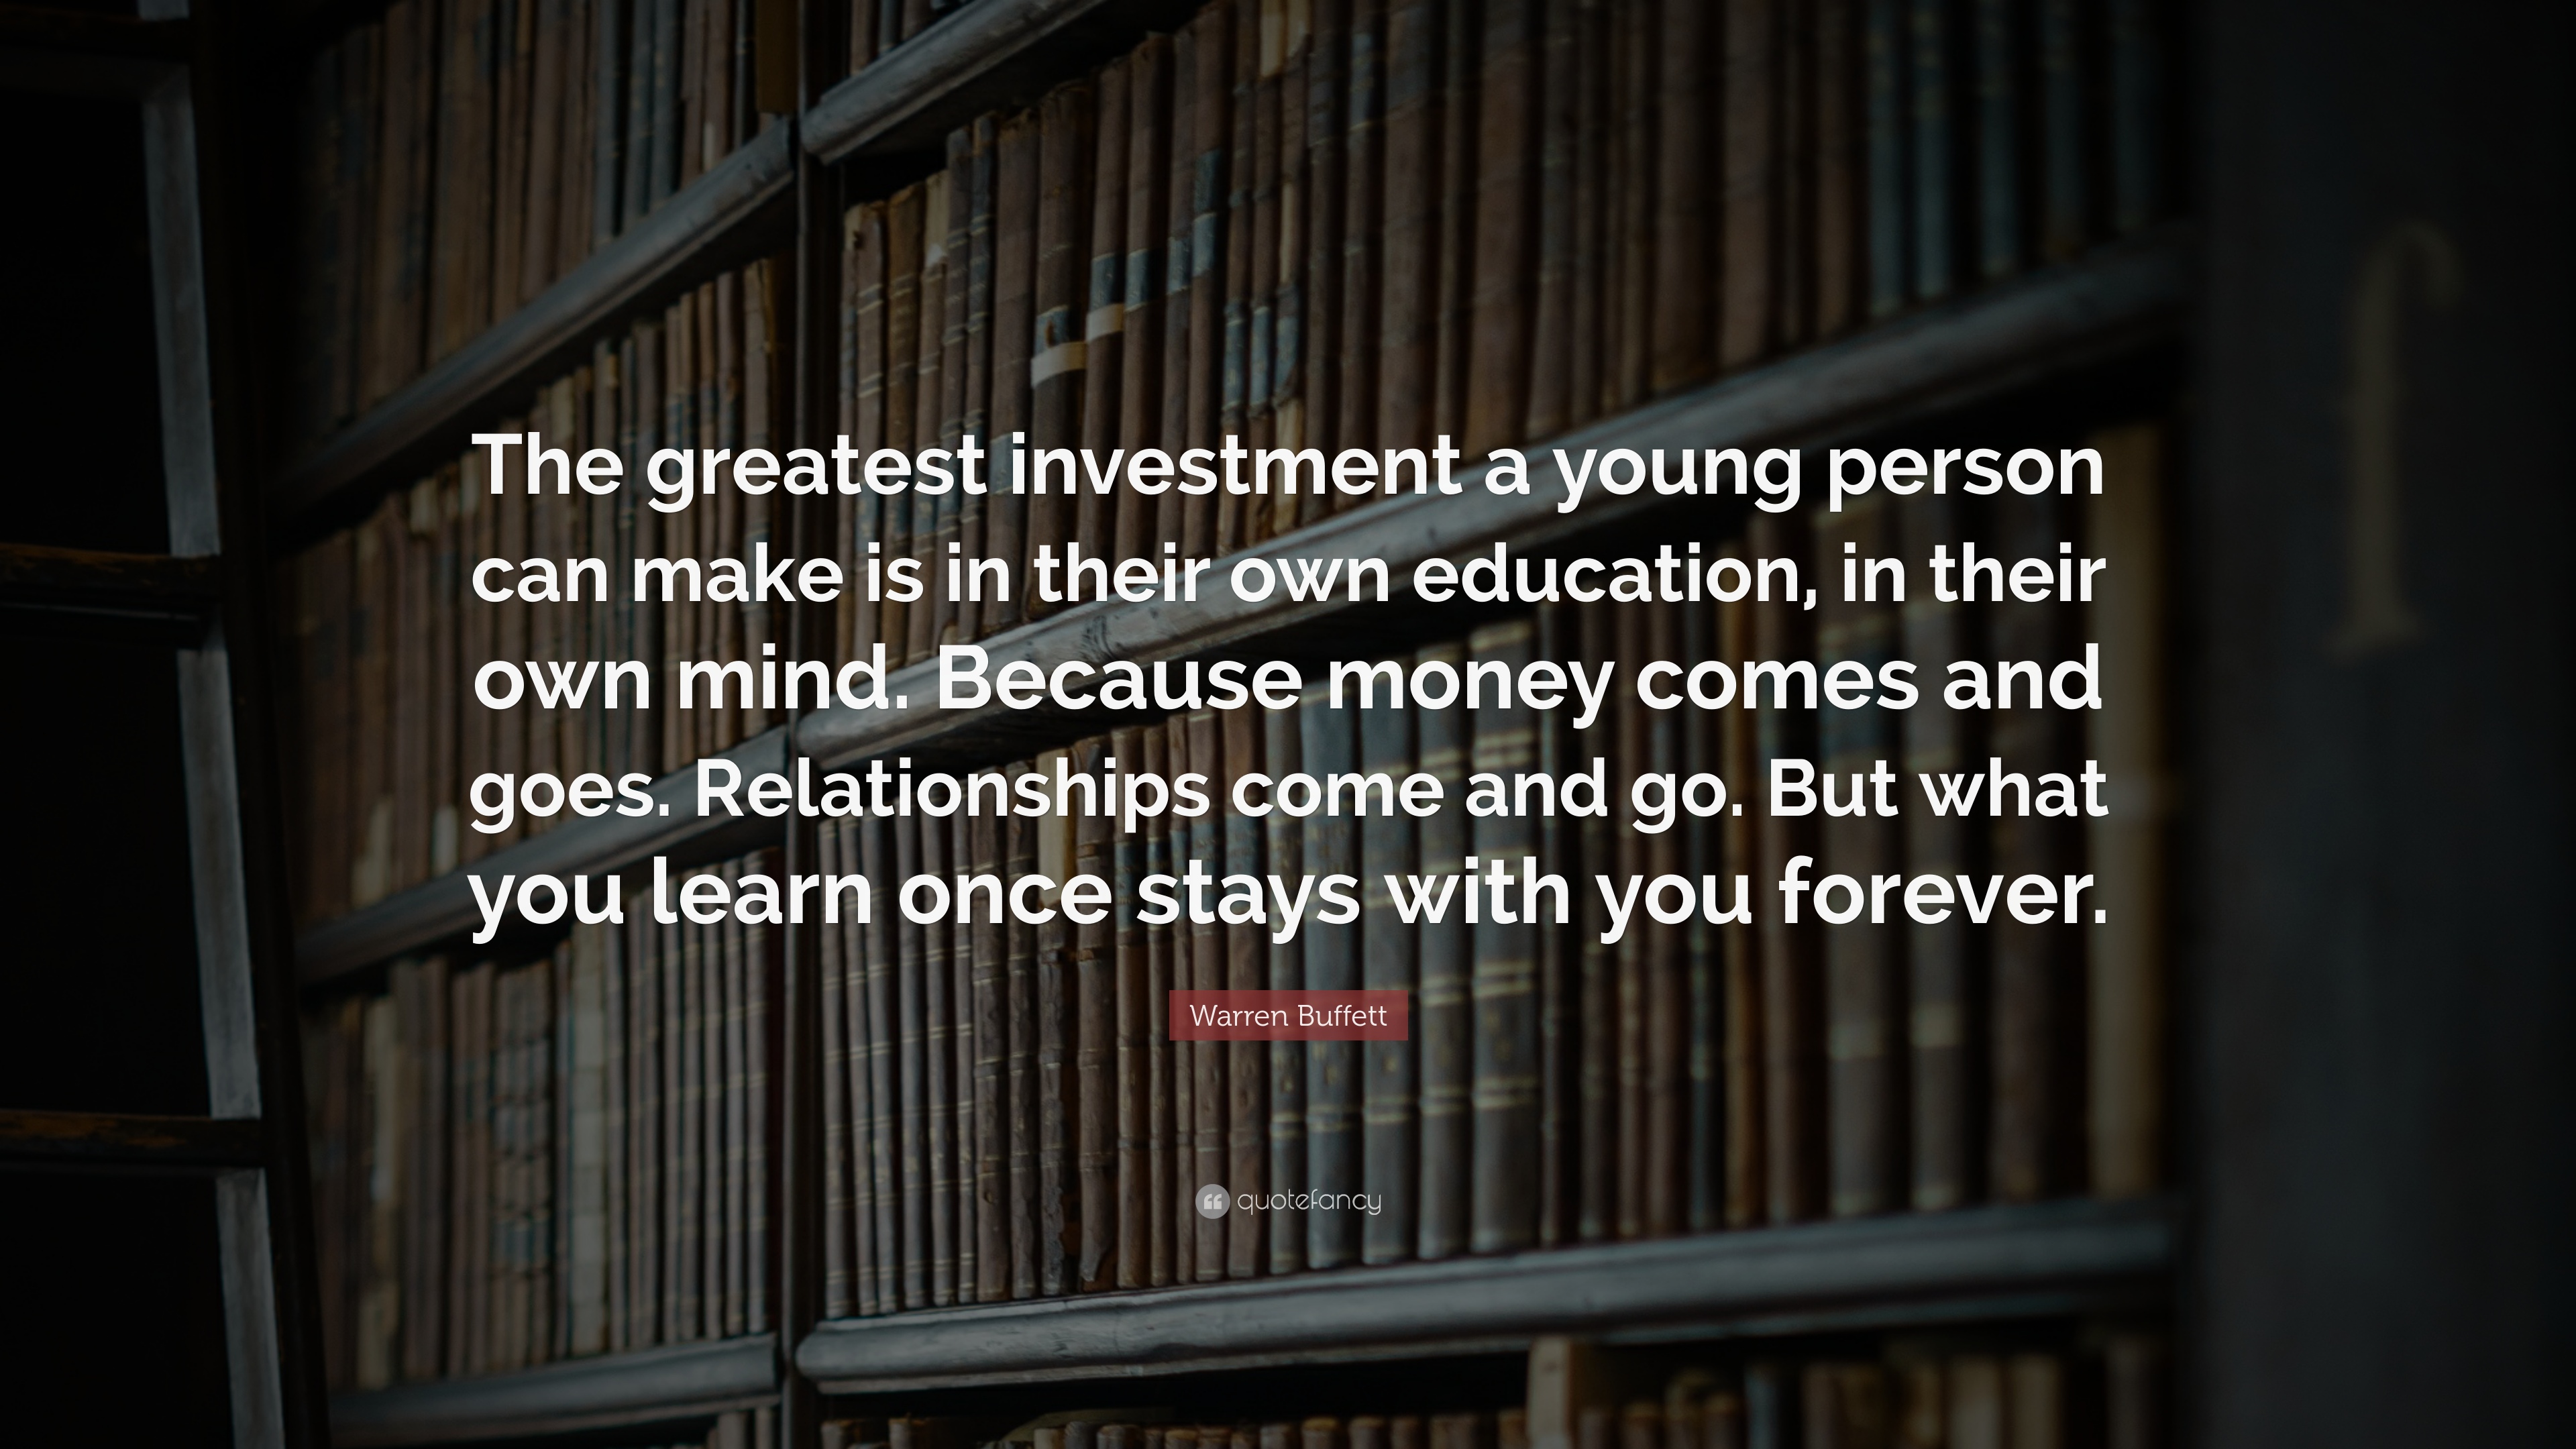 The greatest investment a young person
can make is in their own education, in their
own mind. Because money comes and
goes. Relationships come and go. But what
you learn once stays with you forever.
Warren Buffett
quotefancy